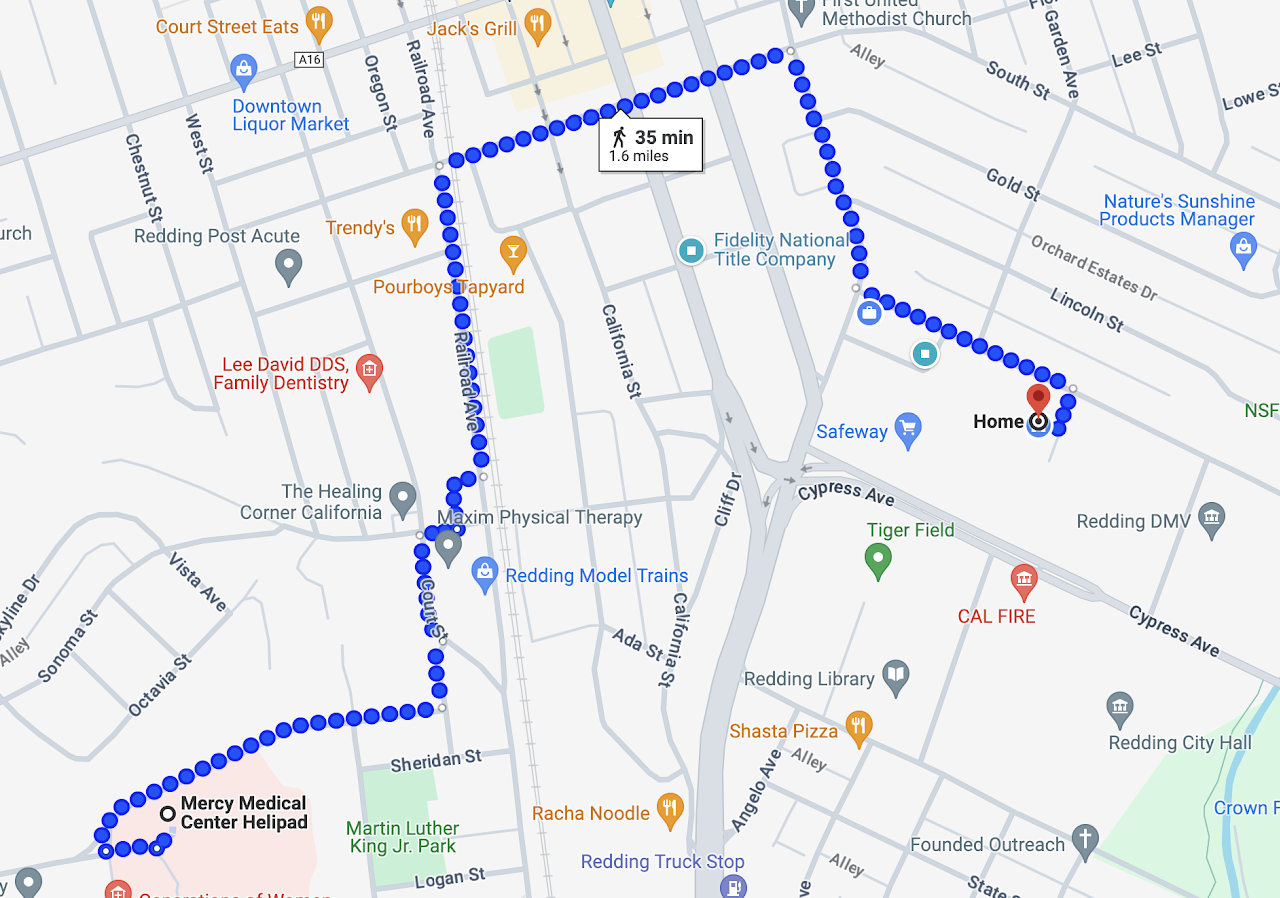 First United
Methodist Church
Court Street Eats
Jack's Grill
A16
Downtown
Liquor Market
Oregon St
Railroad Ave
West St
Chestnut St
Alley
South St
Garden Ave
Lee St
Lowe S
35 min
1.6 miles
Gold St
Nature's Sunshine
Products Manager
urch
Redding Post Acute
Trendy's
Pourboys Tapyard
Fidelity National
Title Company
Orchard Estates Dr
Lincoln St
California St
Railroad Ave
Lee David DDS,
Family Dentistry
NSF
Home
Safeway
Cypress Ave
Cliff Dr
The Healing
Corner California
Maxim Physical Therapy
Redding DMV
Tiger Field
Redding Model Trains
CAL FIRE
Vista Ave
Court St
kyline Dr
Alley
Sonoma St
Octavia St
Ada St
California St
Cypress Ave
Redding Library
Shasta Pizza
Redding City Hall
Sheridan St
Alley
Angelo Ave
Mercy Medical
Center Helipad
Racha Noodle
Crown F
Martin Luther
King Jr. Park
Founded Outreach
Redding Truck Stop
Alley
Logan St
State S
ve
y
Generations of Women